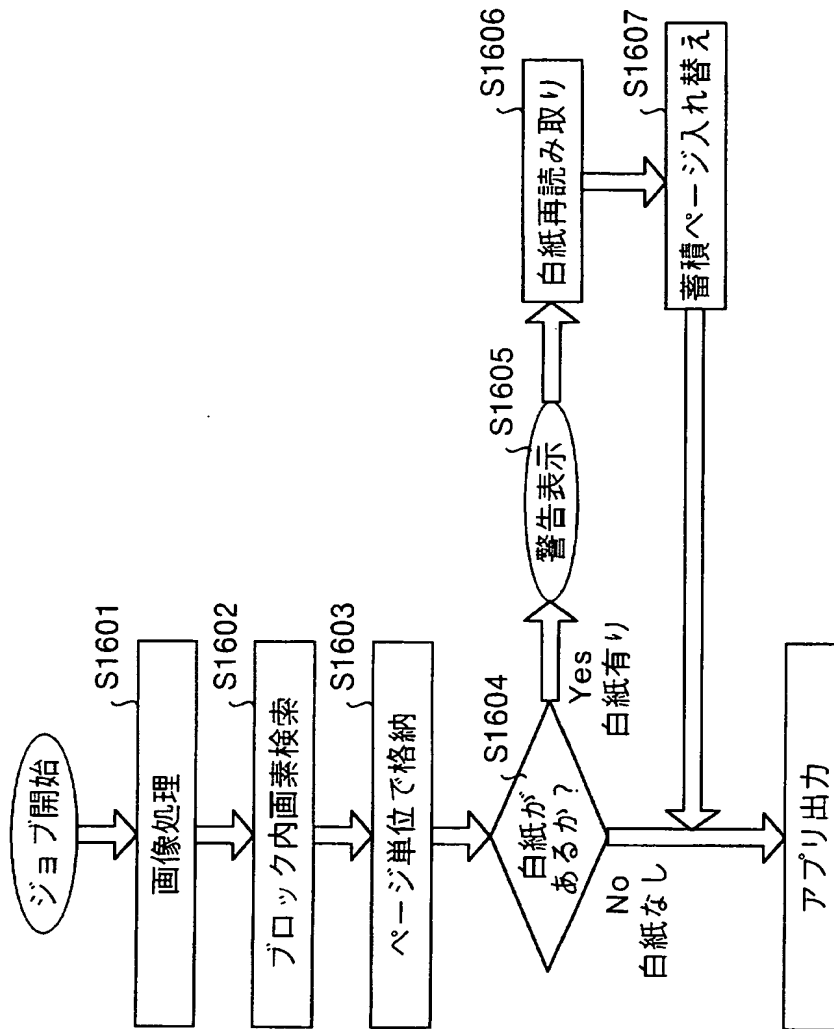 ジョブ開始
S1601
画像処理
S1602
ブロック内画素検索
S1603
ページ単位で格納
S1604
白紙が
あるか？
Yes
白紙有り
S1605
警告表示
S1606
白紙再読み取り
S1607
蓄積ページ入れ替え
No
白紙なし
アプリ出力